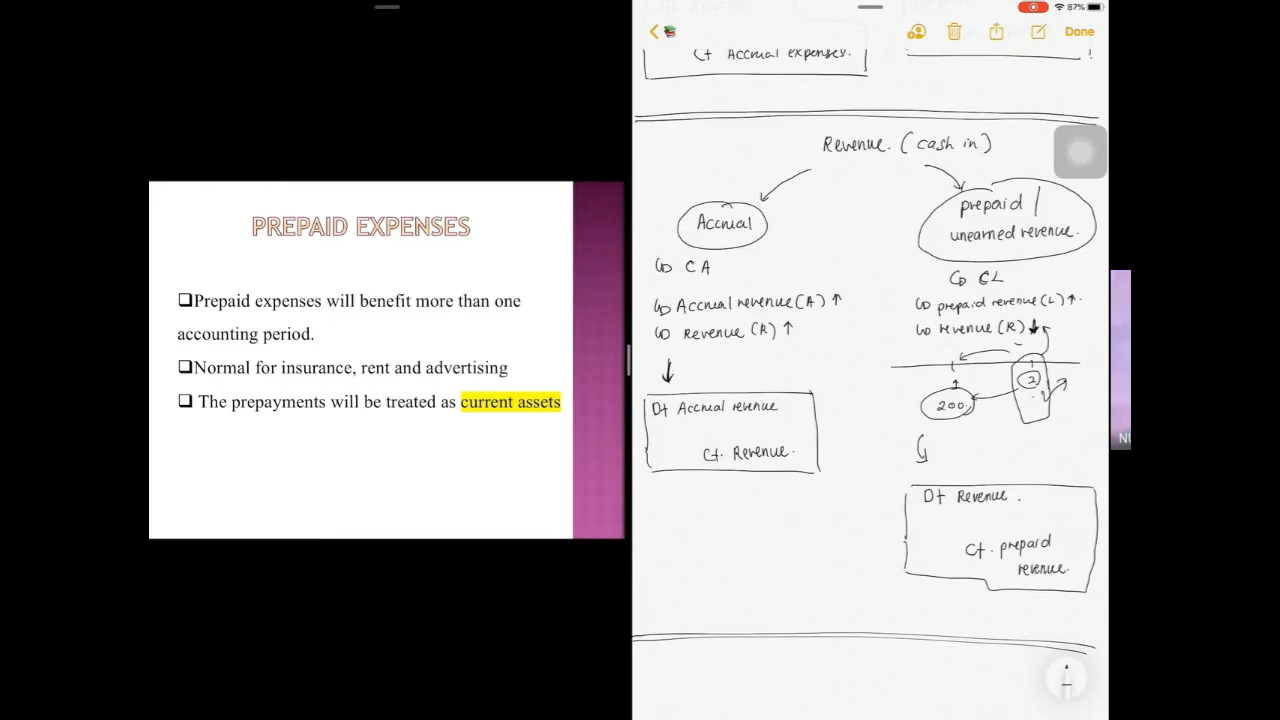 PREPAID EXPENSES
❑Prepaid expenses will benefit more than one
accounting period.
❑Normal for insurance, rent and advertising
❑ The prepayments will be treated as current assets
87%
Done
Ct Accrual expenses.
Revenue. (cash in)
Accrual
↳ CA
↳ Accrual revenue (A) ↑
↳ Revenue (R) ↑
Dt Accrual revenue
Ct. Revenue.
prepaid /
unearned revenue.
↳ CL
↳ prepaid revenue (L) ↑.
↳ revenue (R) ↓
2
200.
Dt Revenue.
Ct. prepaid
revenue.